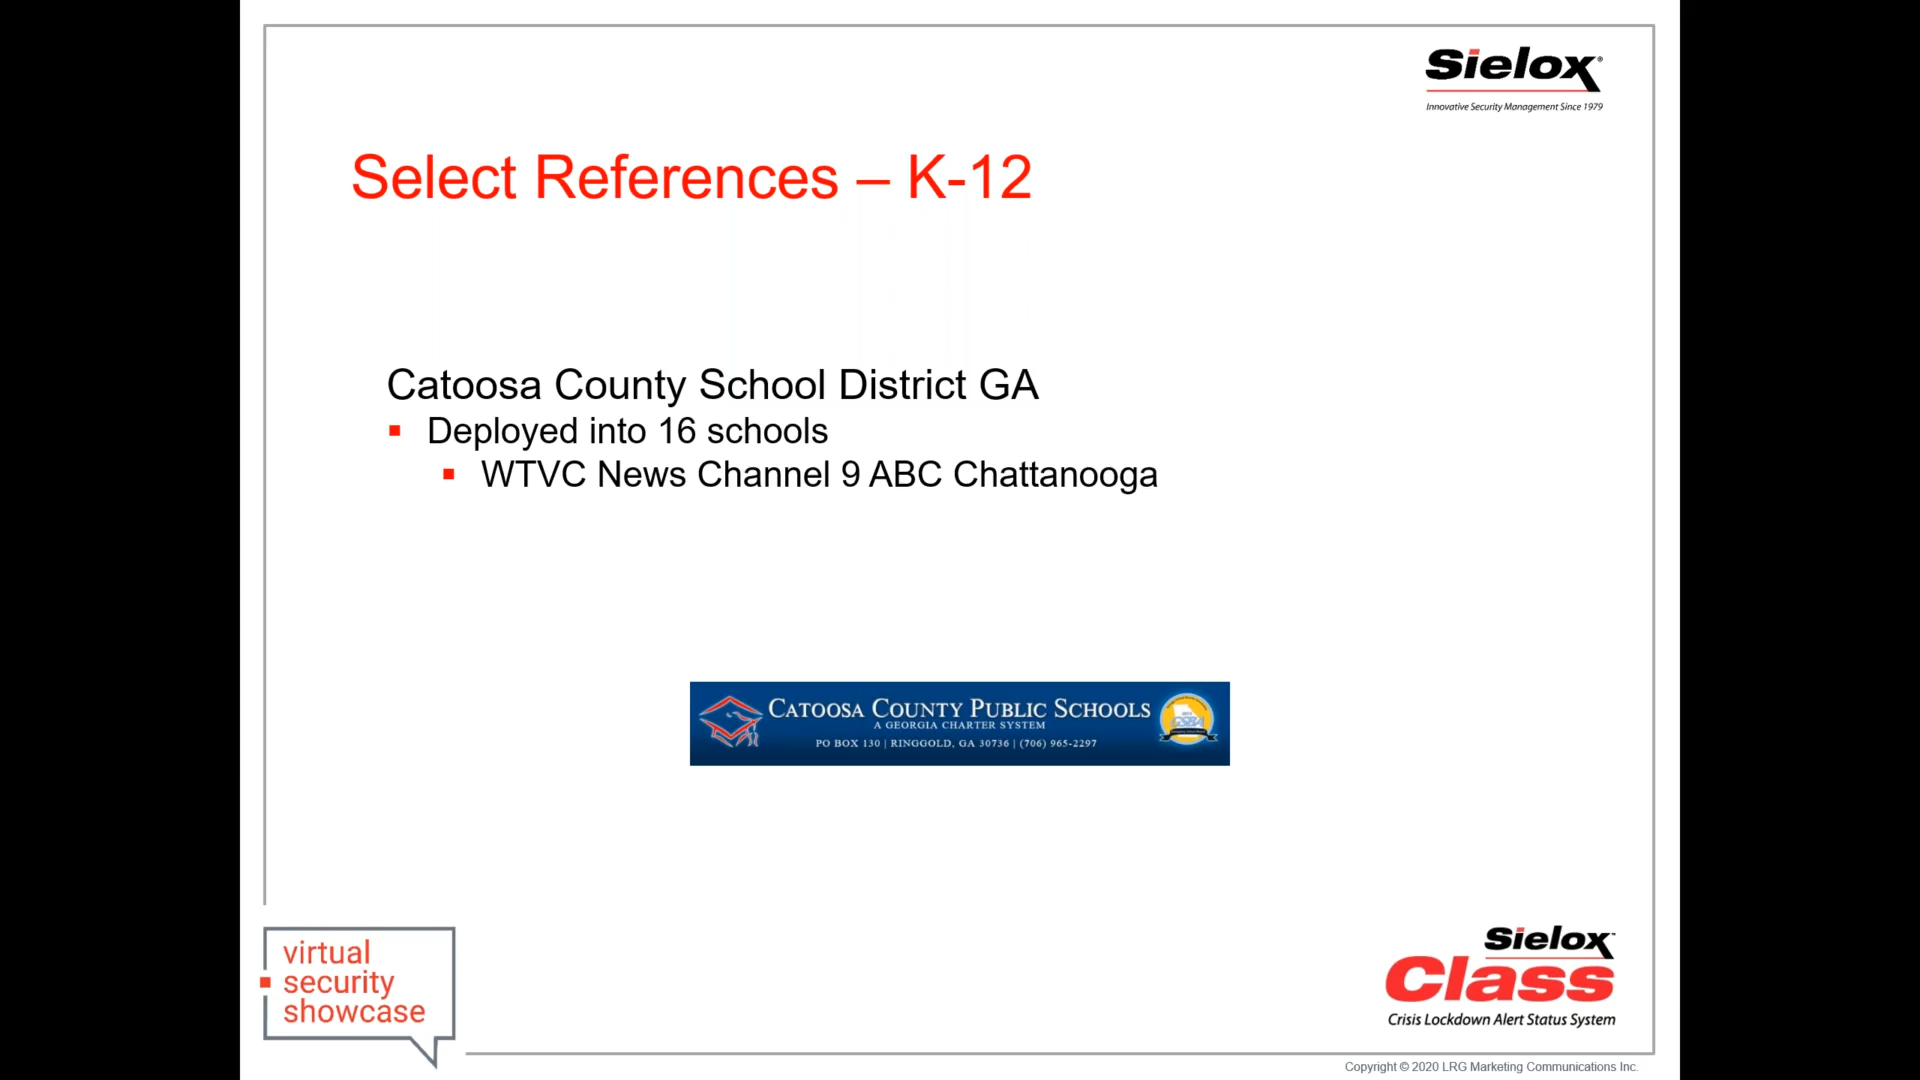 Sielox®
Innovative Security Management Since 1979
Select References – K-12
Catoosa County School District GA
Deployed into 16 schools
WTVC News Channel 9 ABC Chattanooga
CATOOSA COUNTY PUBLIC SCHOOLS
A GEORGIA CHARTER SYSTEM
PO BOX 130 | RINGGOLD, GA 30736 | (706) 965-2297
virtual
security
showcase
Sielox™
Class
Crisis Lockdown Alert Status System
Copyright © 2020 LRG Marketing Communications Inc.